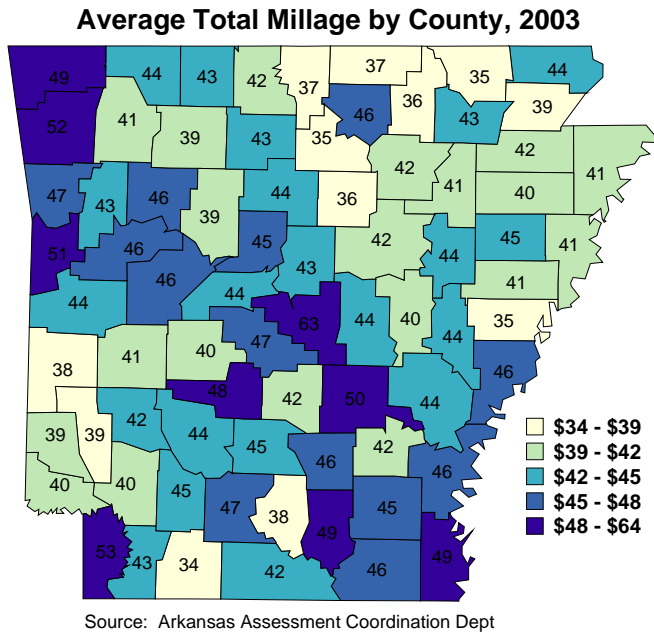 Average Total Millage by County, 2003
49 44 43 42 37 37 35 44
52 41 39 43 35 46 36 43 39
47 43 46 39 44 36 42 41 42 40 41
51 46 46 45 43 42 44 45 41
44 44 63 44 40 44 41 35
38 41 40 47 48 42 50 44 46
39 39 42 44 45 46 42 46
40 40 45 47 38 49 45 49
53 43 34 42 46
$34 - $39
$39 - $42
$42 - $45
$45 - $48
$48 - $64
Source: Arkansas Assessment Coordination Dept